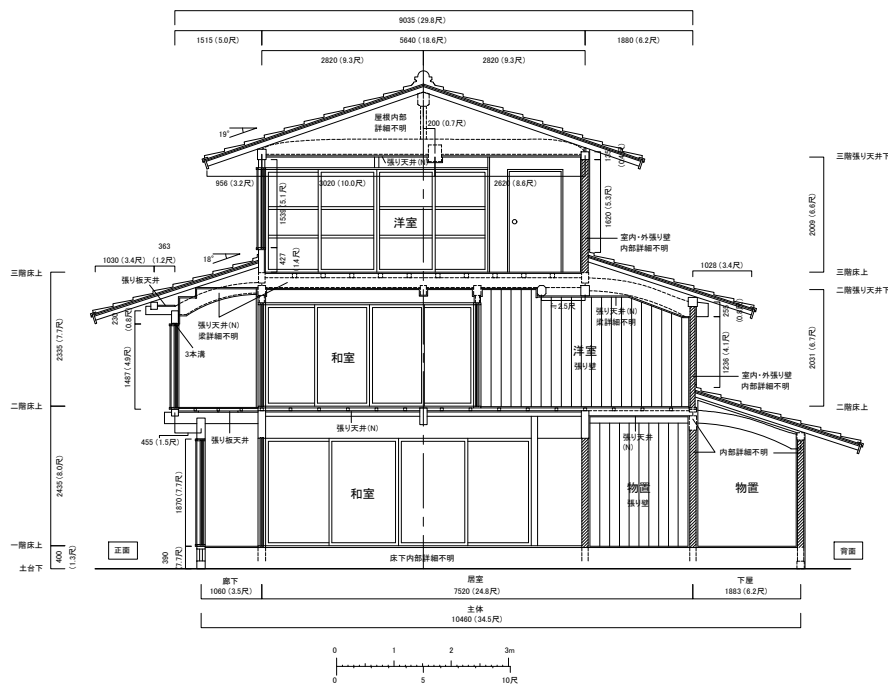 9035 (29.8尺)
1515 (5.0尺)
5640 (18.6尺)
1880 (6.2尺)
2820 (9.3尺)
2820 (9.3尺)
屋根内部
詳細不明
200 (0.7尺)
19°
張り天井(N)
三階張り天井下
956 (3.2尺)
3020 (10.0尺)
2620 (8.6尺)
1539 (5.1尺)
洋室
1620 (5.3尺)
2009 (6.6尺)
室内・外張り壁
内部詳細不明
363
1030 (3.4尺)
(1.2尺)
18°
427
(1.4尺)
1028 (3.4尺)
三階床上
張り板天井
三階床上
二階張り天井下
230
(0.8尺)
張り天井(N)
梁詳細不明
≒2.5尺
張り天井(N)
梁詳細不明
255
(0.8尺)
2335 (7.7尺)
3本溝
1487 (4.9尺)
和室
洋室
張り壁
1236 (4.1尺)
2031 (6.7尺)
室内・外張り壁
内部詳細不明
二階床上
二階床上
455 (1.5尺)
張り板天井
張り天井(N)
張り天井
(N)
内部詳細不明
2435 (8.0尺)
1870 (7.7尺)
和室
物置
張り壁
物置
一階床上
正面
背面
400
(1.3尺)
390
(7.7尺)
床下内部詳細不明
土台下
廊下
居室
下屋
1060 (3.5尺)
7520 (24.8尺)
1883 (6.2尺)
主体
10460 (34.5尺)
0 1 2 3m
0 5 10尺